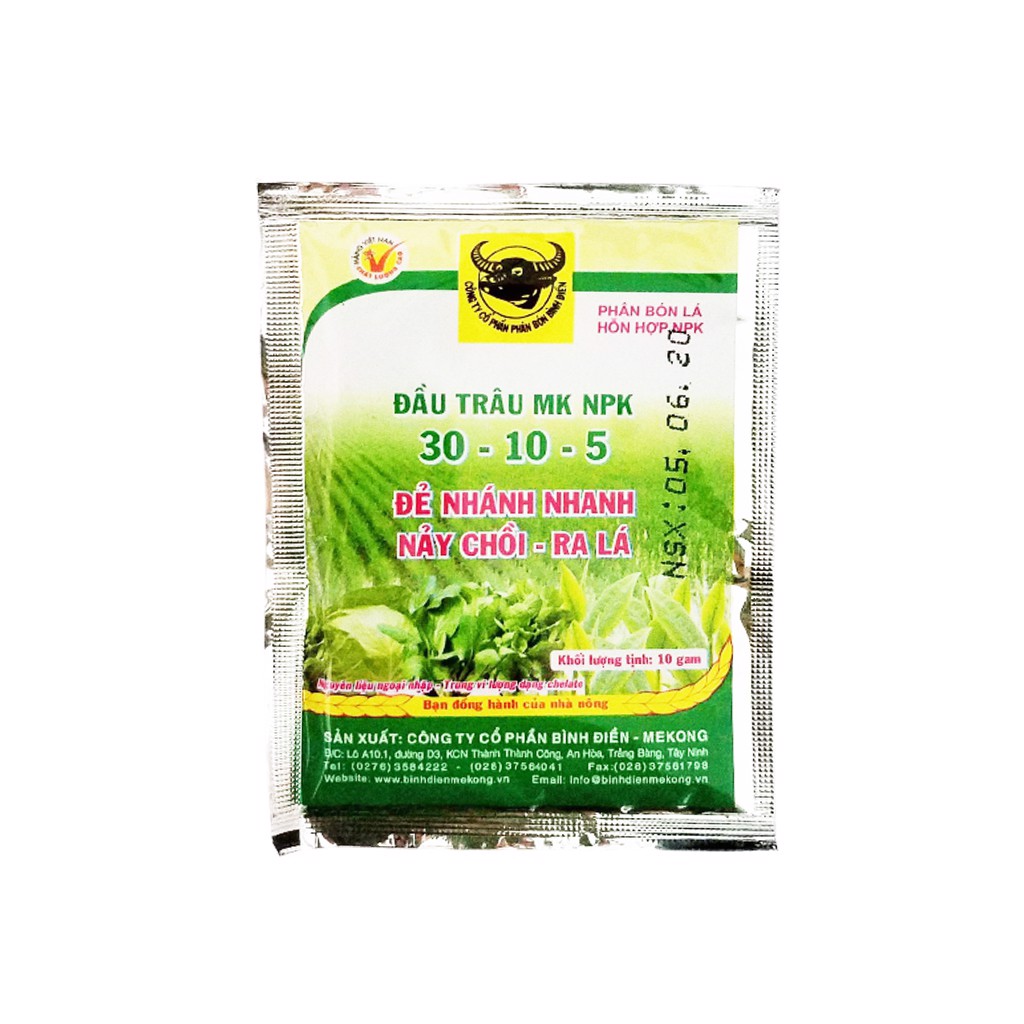 HÀNG VIỆT NAM
CHẤT LƯỢNG CAO
CÔNG TY CỔ PHẦN PHÂN BÓN BÌNH ĐIỀN
PHÂN BÓN LÁ
HỖN HỢP NPK
NSX: 05. 06. 20
ĐẦU TRÂU MK NPK
30 - 10 - 5
ĐẺ NHÁNH NHANH
NẢY CHỒI - RA LÁ
Khối lượng tịnh: 10 gam
Nguyên liệu ngoại nhập - Trung vi lượng dạng chelate
Bạn đồng hành của nhà nông
SẢN XUẤT: CÔNG TY CỔ PHẦN BÌNH ĐIỀN - MEKONG
Đ/C: Lô A10.1, đường D3, KCN Thành Thành Công, An Hòa, Trảng Bàng, Tây Ninh
Tel: (0276)3584222 - (028)37564041 Fax:(028)37561798
Website: www.binhdienmekong.vn Email: Info@binhdienmekong.vn